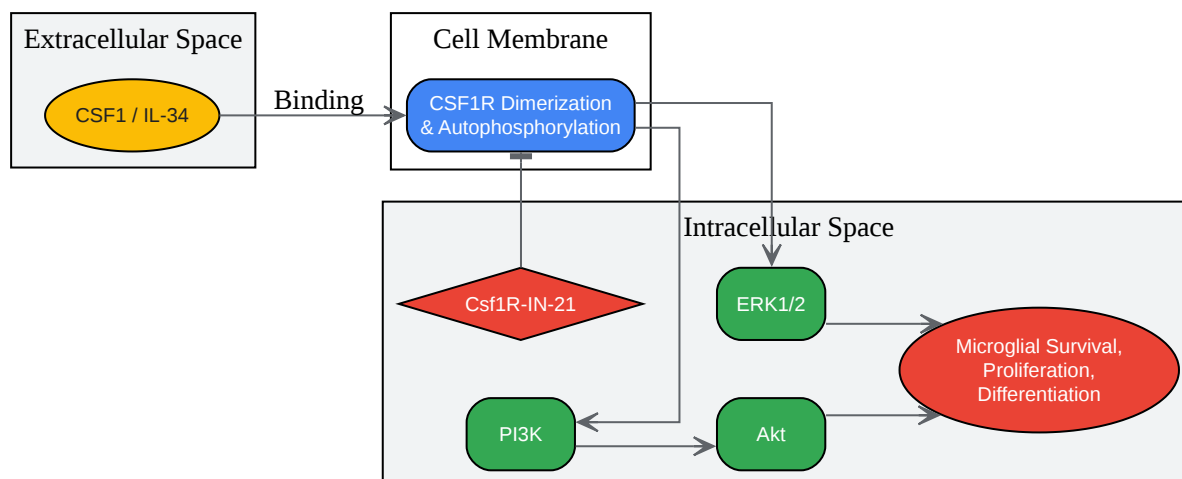 Extracellular Space
Cell Membrane
CSF1 / IL-34
Binding
CSF1R Dimerization
& Autophosphorylation
Intracellular Space
Csf1R-IN-21
ERK1/2
Microglial Survival,
Proliferation,
Differentiation
PI3K
Akt